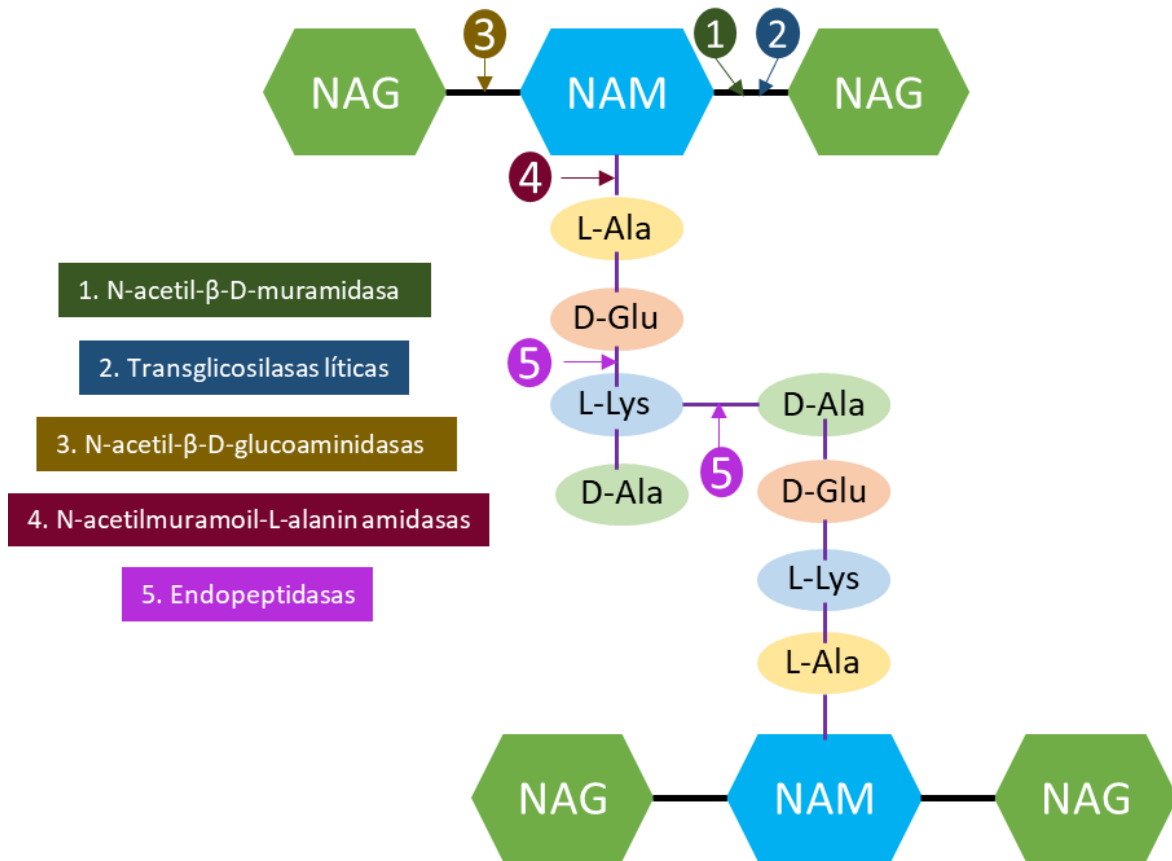 3 1 2
NAG NAM NAG
4
L-Ala
1. N-acetil-β-D-muramidasa
D-Glu
2. Transglicosilasas líticas
5
L-Lys D-Ala
3. N-acetil-β-D-glucoaminidasas
5
D-Ala D-Glu
4. N-acetilmuramoil-L-alanin amidasas
5. Endopeptidasas
L-Lys
L-Ala
NAG NAM NAG